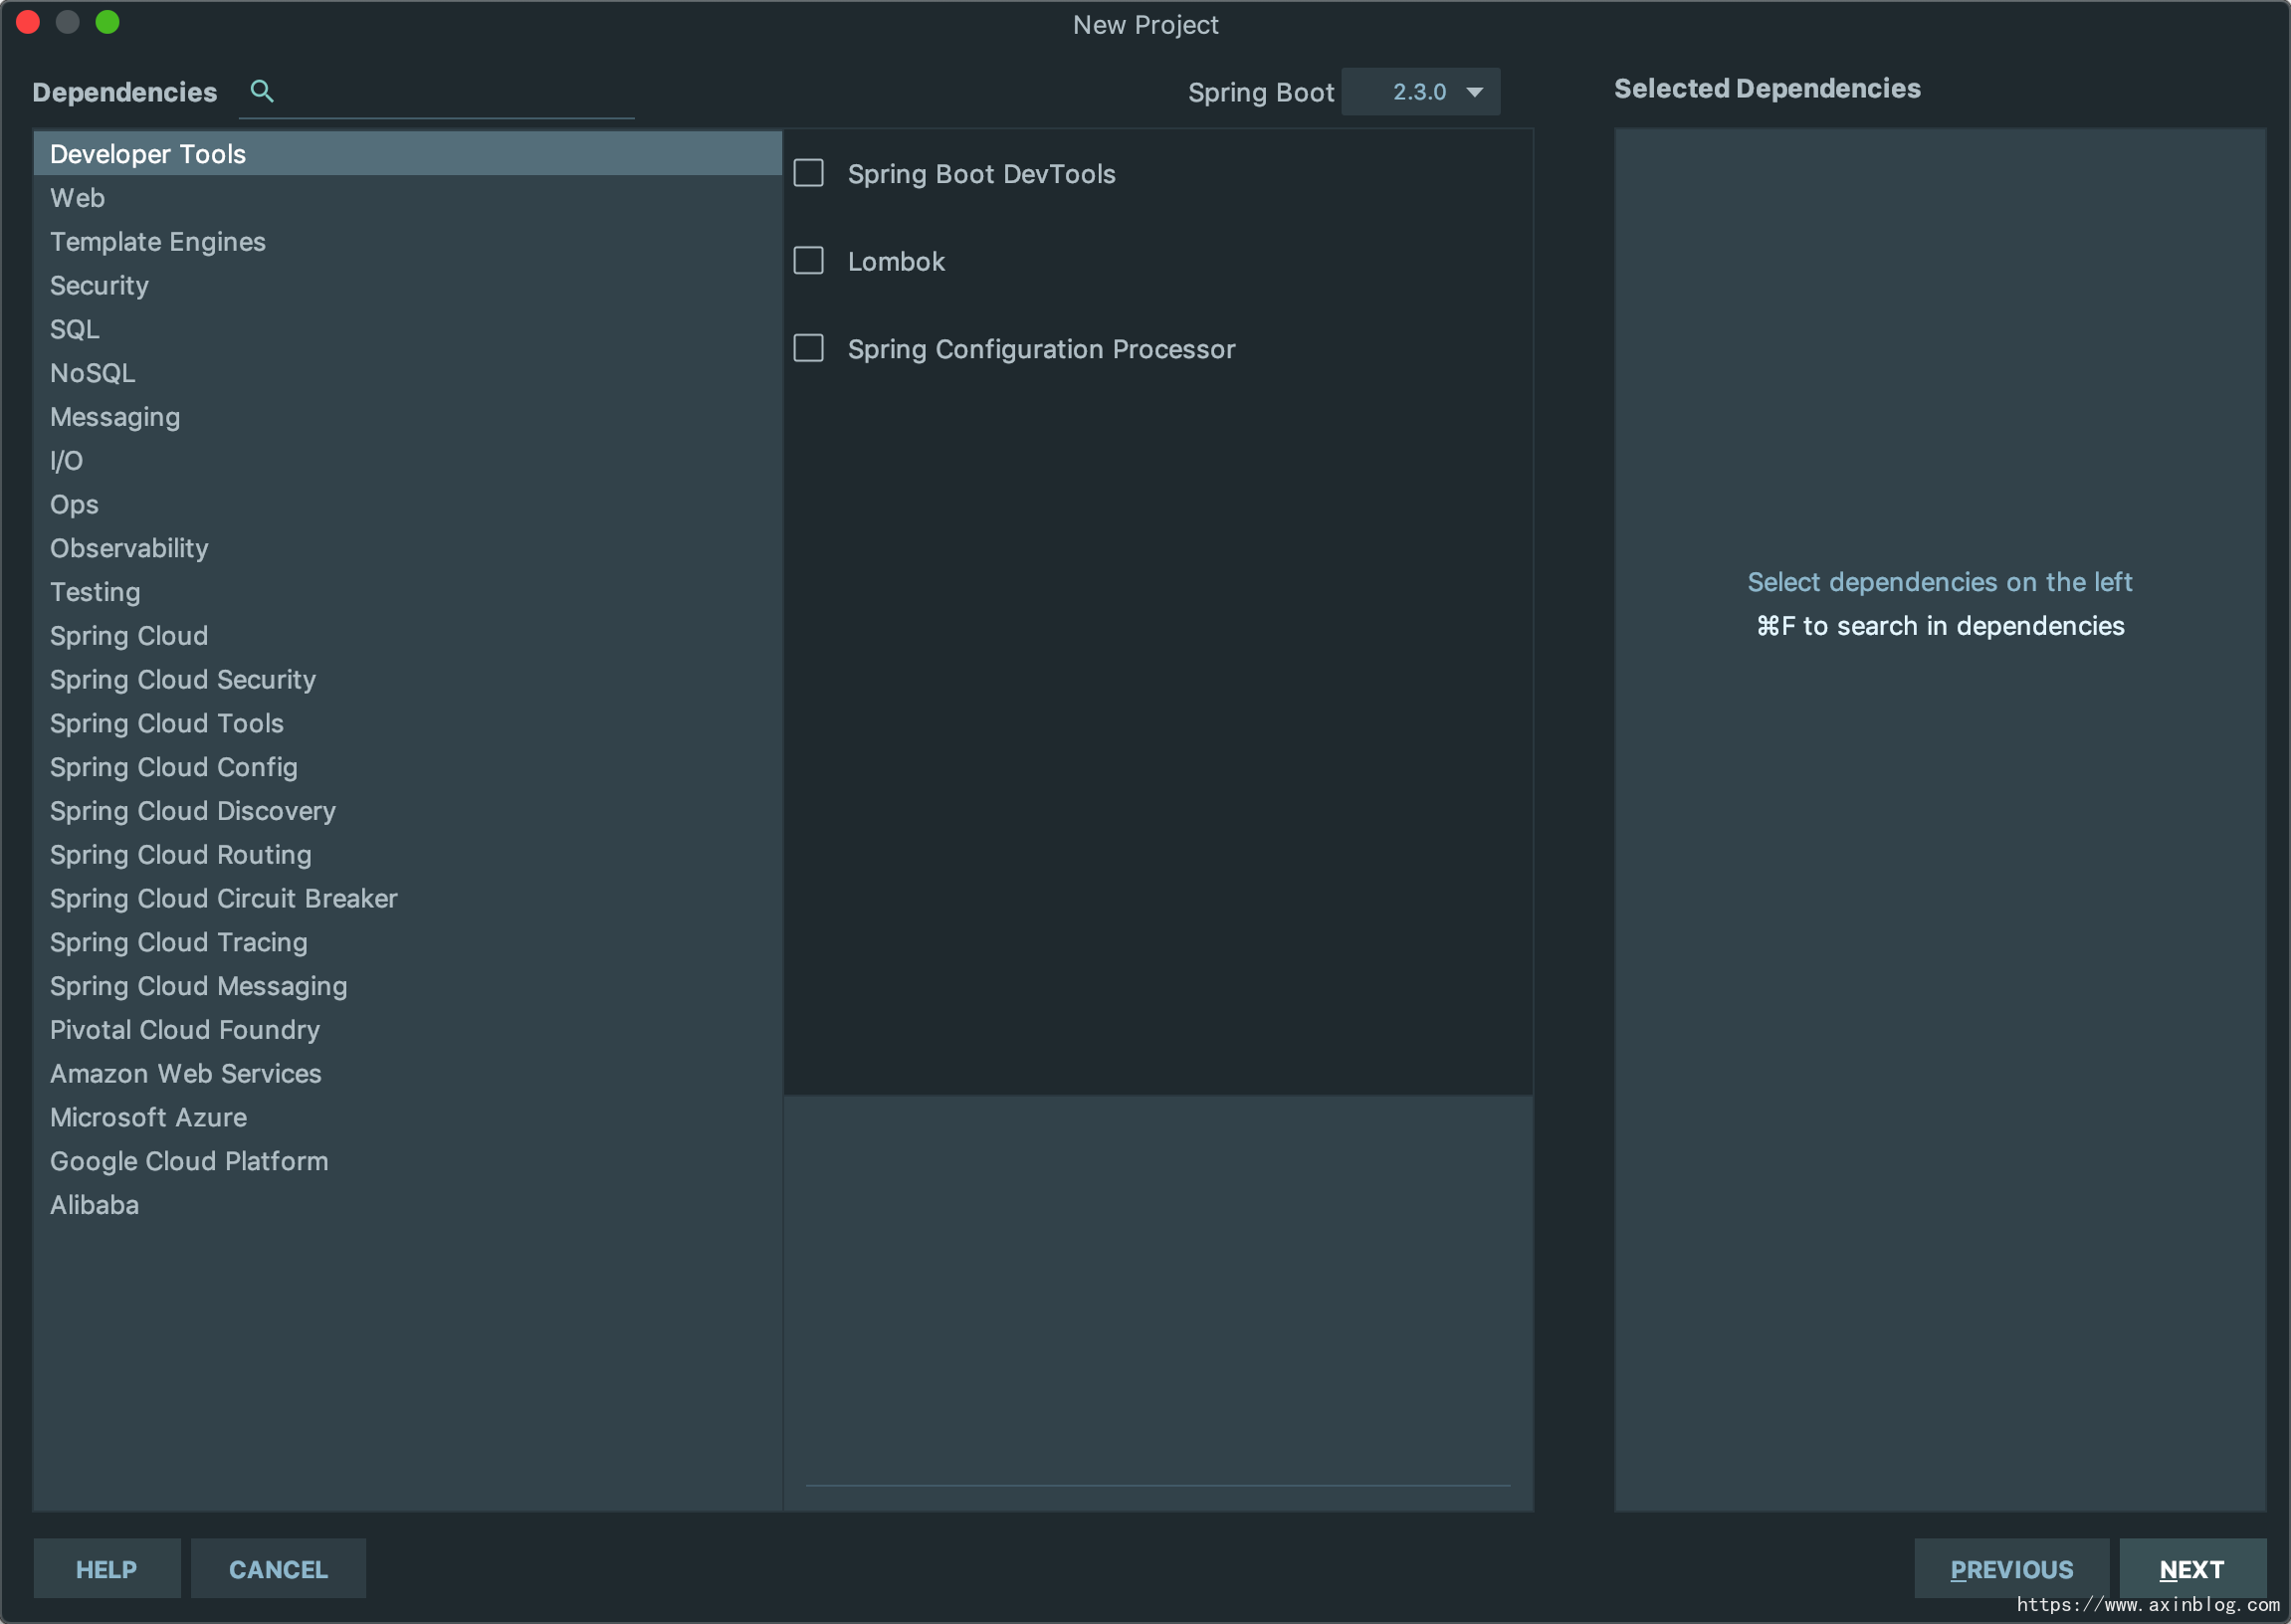 New Project
Dependencies
Spring Boot 2.3.0
Selected Dependencies
Developer Tools
Web
Template Engines
Security
SQL
NoSQL
Messaging
I/O
Ops
Observability
Testing
Spring Cloud
Spring Cloud Security
Spring Cloud Tools
Spring Cloud Config
Spring Cloud Discovery
Spring Cloud Routing
Spring Cloud Circuit Breaker
Spring Cloud Tracing
Spring Cloud Messaging
Pivotal Cloud Foundry
Amazon Web Services
Microsoft Azure
Google Cloud Platform
Alibaba
Spring Boot DevTools
Lombok
Spring Configuration Processor
Select dependencies on the left
⌘F to search in dependencies
HELP
CANCEL
PREVIOUS
NEXT
https://www.axinblog.com